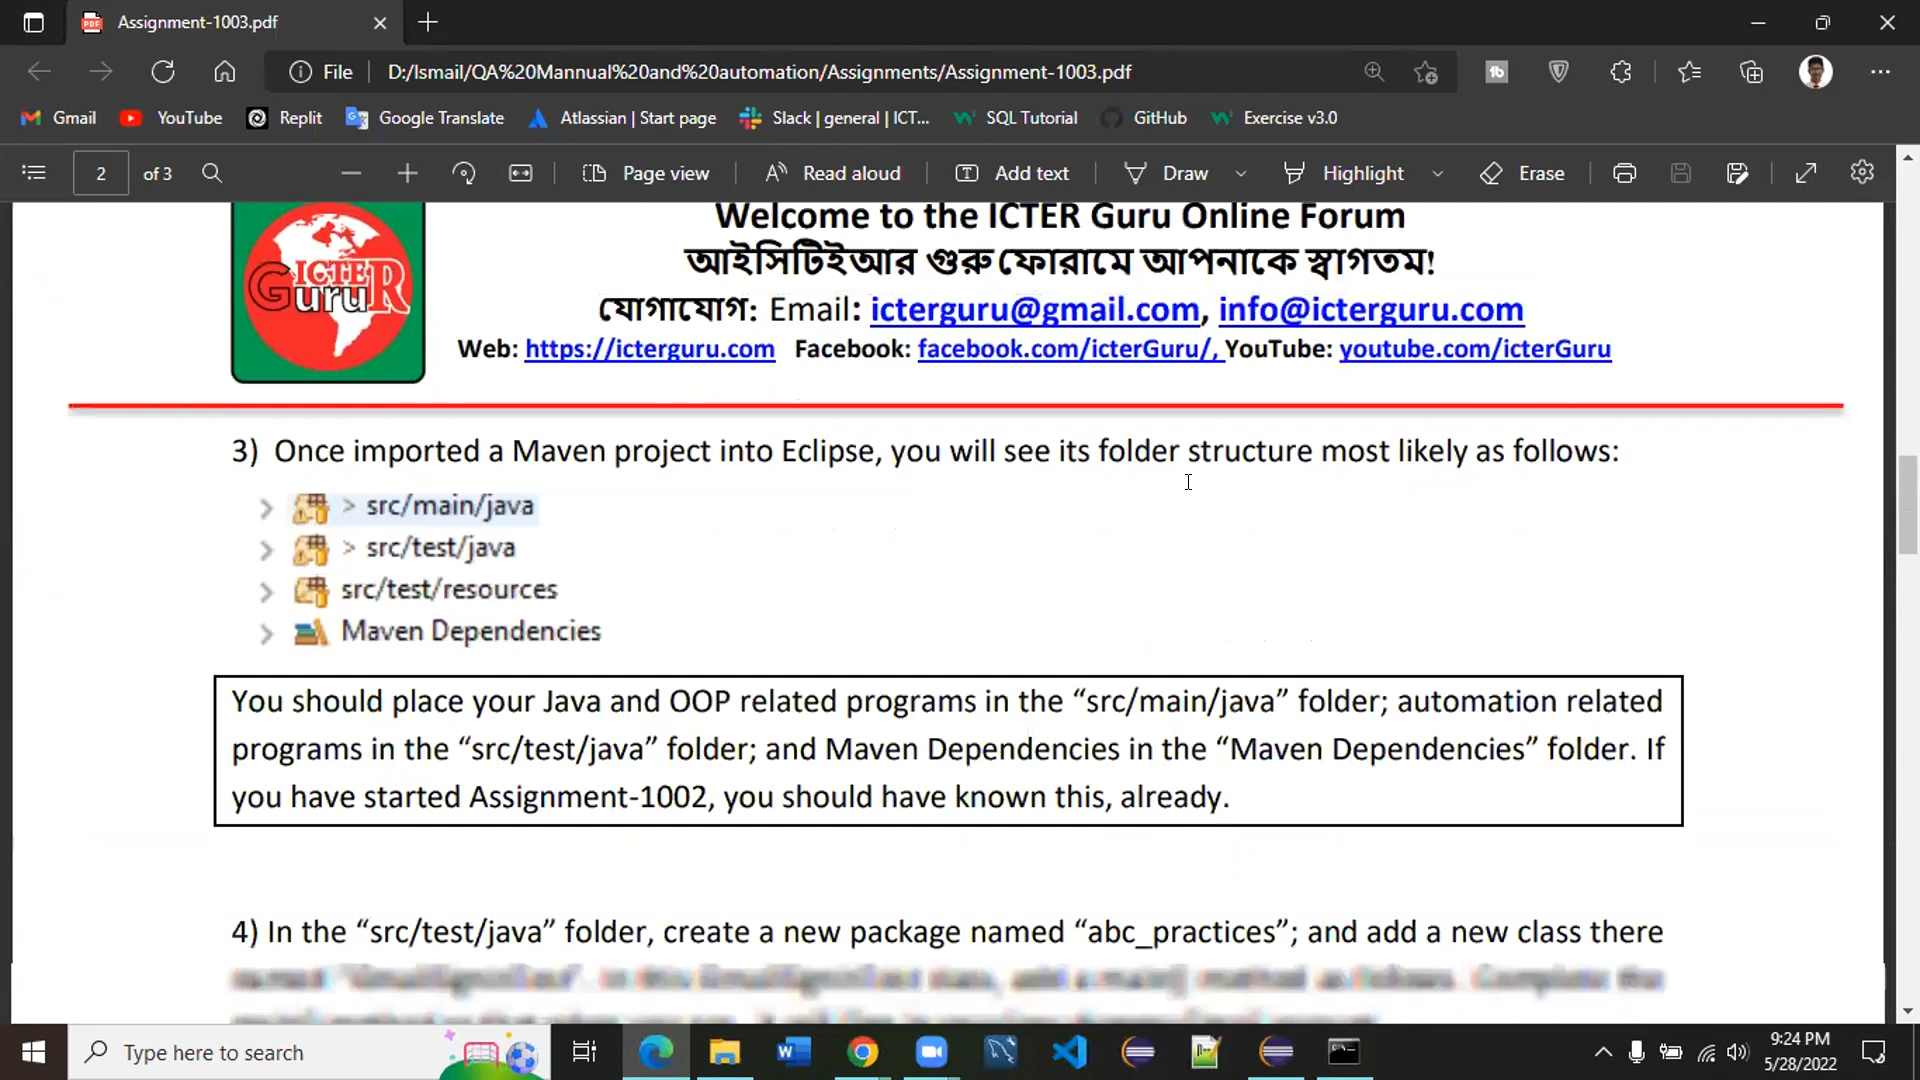 Assignment-1003.pdf
File
D:/Ismail/QA%20Mannual%20and%20automation/Assignments/Assignment-1003.pdf
Gmail
YouTube
Replit
Google Translate
Atlassian | Start page
Slack | general | ICT...
SQL Tutorial
GitHub
Exercise v3.0
2
of 3
Page view
Read aloud
Add text
Draw
Highlight
Erase
ICTER
GuruR
Welcome to the ICTER Guru Online Forum
আইসিটিইআর গুরু ফোরামে আপনাকে স্বাগতম!
যোগাযোগ: Email: icterguru@gmail.com, info@icterguru.com
Web: https://icterguru.com Facebook: facebook.com/icterGuru/, YouTube: youtube.com/icterGuru
3) Once imported a Maven project into Eclipse, you will see its folder structure most likely as follows:
> src/main/java
> src/test/java
src/test/resources
Maven Dependencies
You should place your Java and OOP related programs in the “src/main/java” folder; automation related
programs in the “src/test/java” folder; and Maven Dependencies in the “Maven Dependencies” folder. If
you have started Assignment-1002, you should have known this, already.
4) In the “src/test/java” folder, create a new package named “abc_practices”; and add a new class there
Type here to search
9:24 PM
5/28/2022